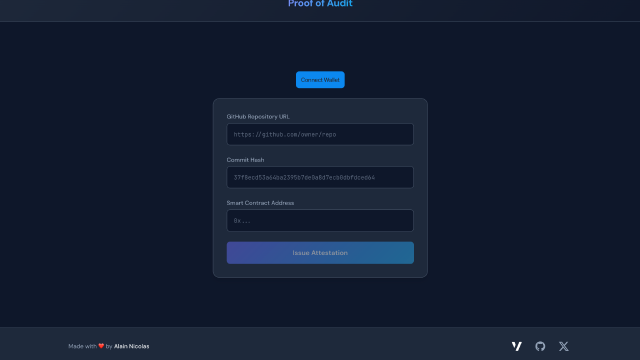 Proof of Audit
Connect Wallet
GitHub Repository URL
https://github.com/owner/repo
Commit Hash
Smart Contract Address
0x...
Issue Attestation
Made with ❤️ by Alain Nicolas